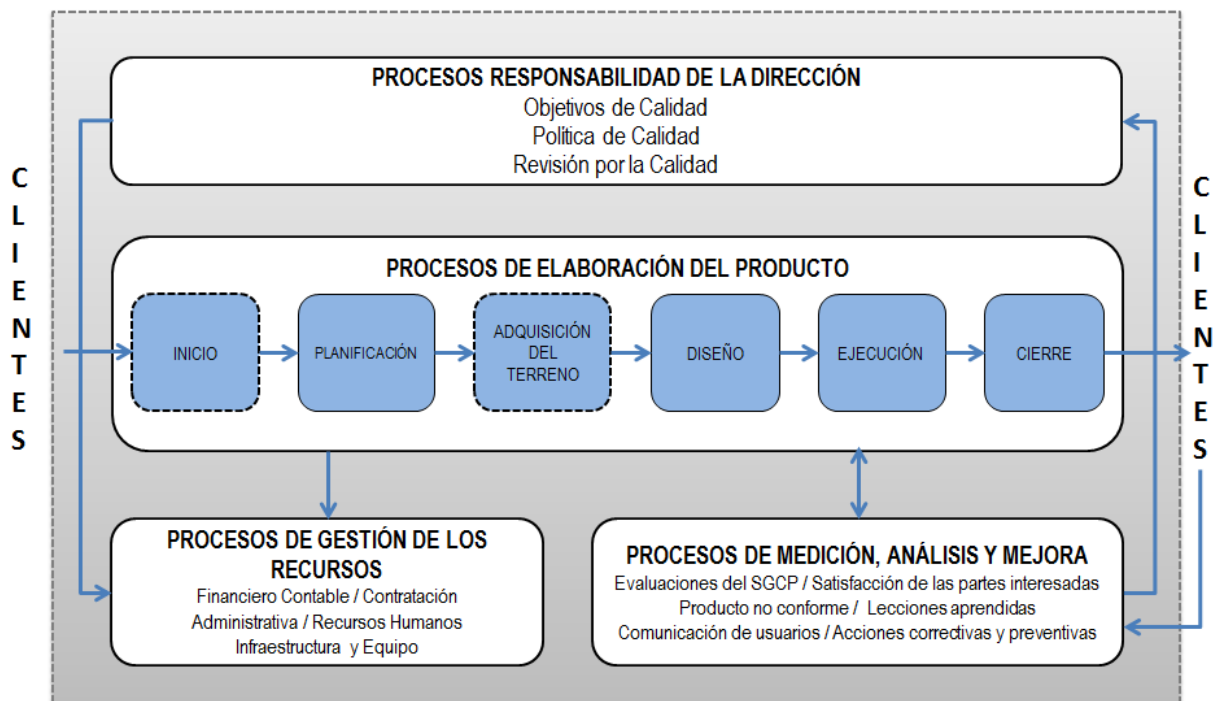 CLIENTES
PROCESOS RESPONSABILIDAD DE LA DIRECCIÓN
Objetivos de Calidad
Política de Calidad
Revisión por la Calidad
PROCESOS DE ELABORACIÓN DEL PRODUCTO
INICIO
PLANIFICACIÓN
ADQUISICIÓN
DEL
TERRENO
DISEÑO
EJECUCIÓN
CIERRE
PROCESOS DE GESTIÓN DE LOS
RECURSOS
Financiero Contable / Contratación
Administrativa / Recursos Humanos
Infraestructura y Equipo
PROCESOS DE MEDICIÓN, ANÁLISIS Y MEJORA
Evaluaciones del SGCP / Satisfacción de las partes interesadas
Producto no conforme / Lecciones aprendidas
Comunicación de usuarios / Acciones correctivas y preventivas
CLIENTES